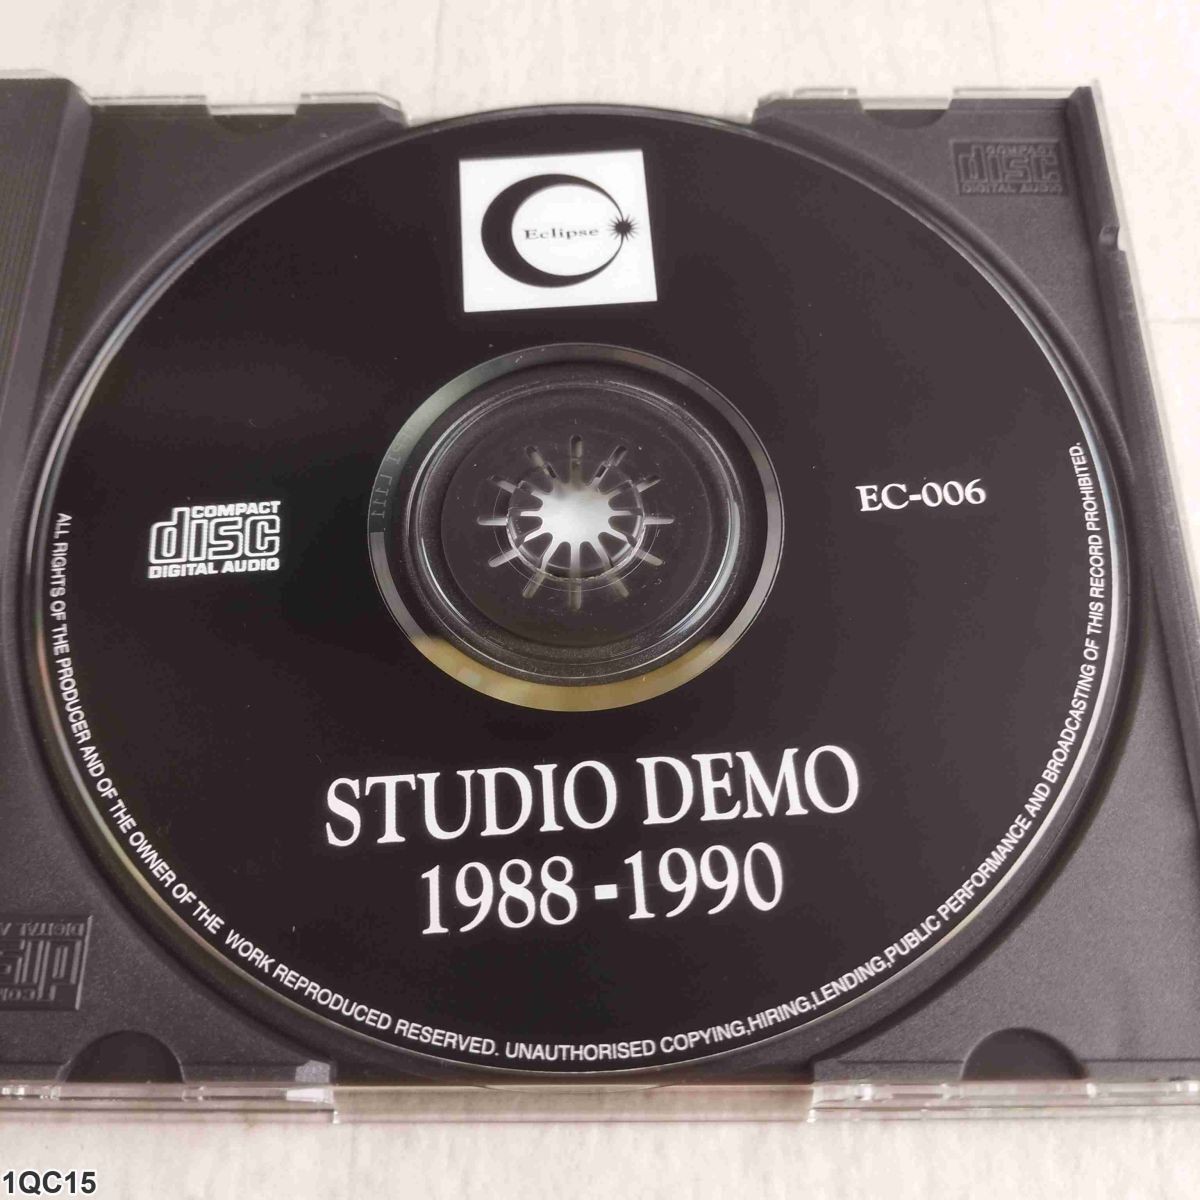 Eclipse
COMPACT
disc
DIGITAL AUDIO
EC-006
COMPACT
disc
DIGITAL AUDIO
STUDIO DEMO
1988-1990
ALL RIGHTS OF THE PRODUCER AND OF THE OWNER OF THE WORK REPRODUCED RESERVED. UNAUTHORISED COPYING,HIRING,LENDING,PUBLIC PERFORMANCE AND BROADCASTING OF THIS RECORD PROHIBITED.
1QC15